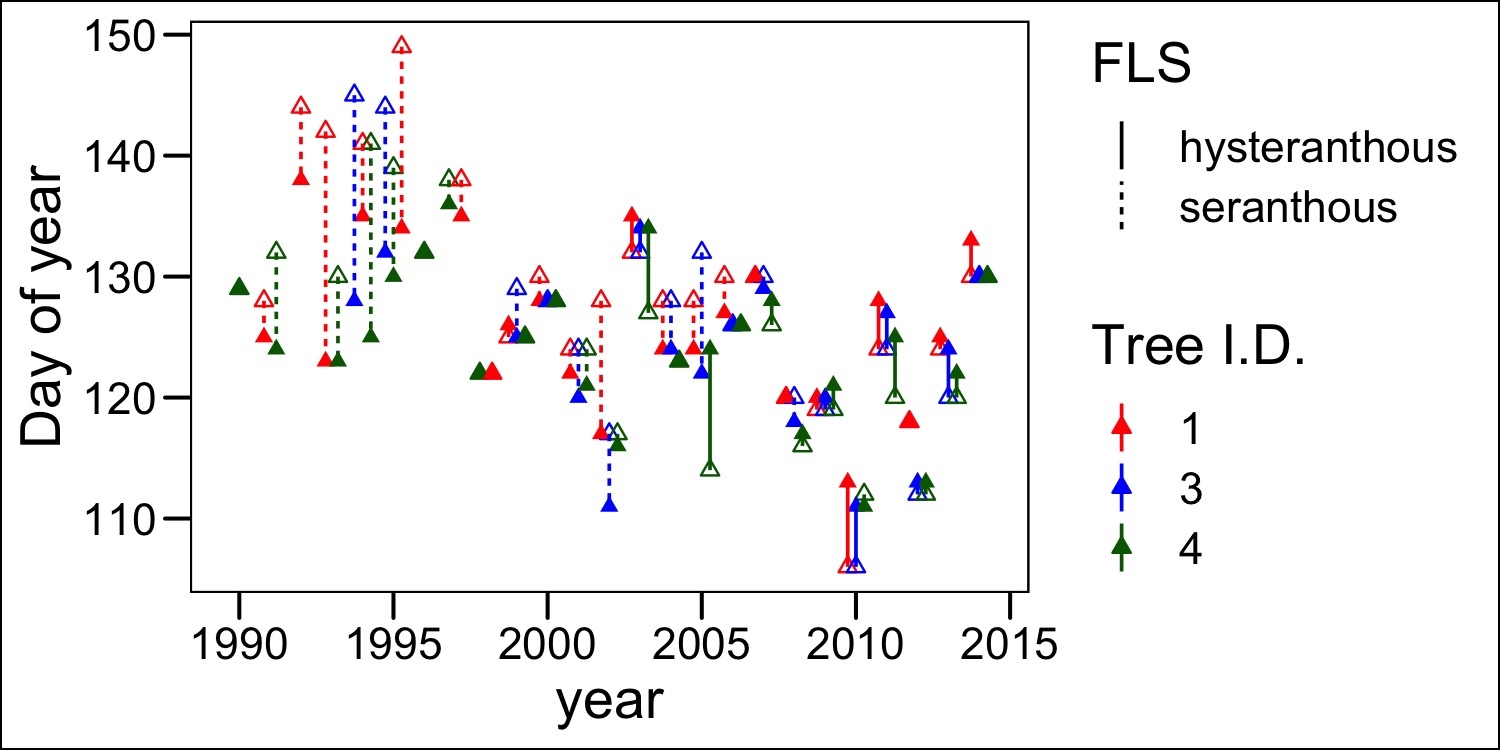 150
140
130
120
110
Day of year
1990 1995 2000 2005 2010 2015
year
FLS
hysteranthous
seranthous
Tree I.D.
1
3
4